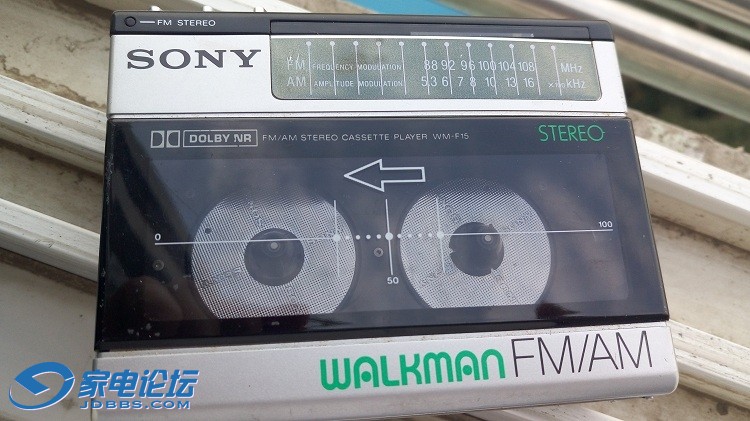 FM STEREO
SONY
FM FREQUENCY MODULATION 88 92 96 100 104 108 MHz
AM AMPLITUDE MODULATION 5.3 6 7 8 10 13 16 kHz
DOLBY NR FM/AM STEREO CASSETTE PLAYER WM-F15 STEREO
0 100
50
WALKMAN FM/AM
家电论坛
JDBBS.COM